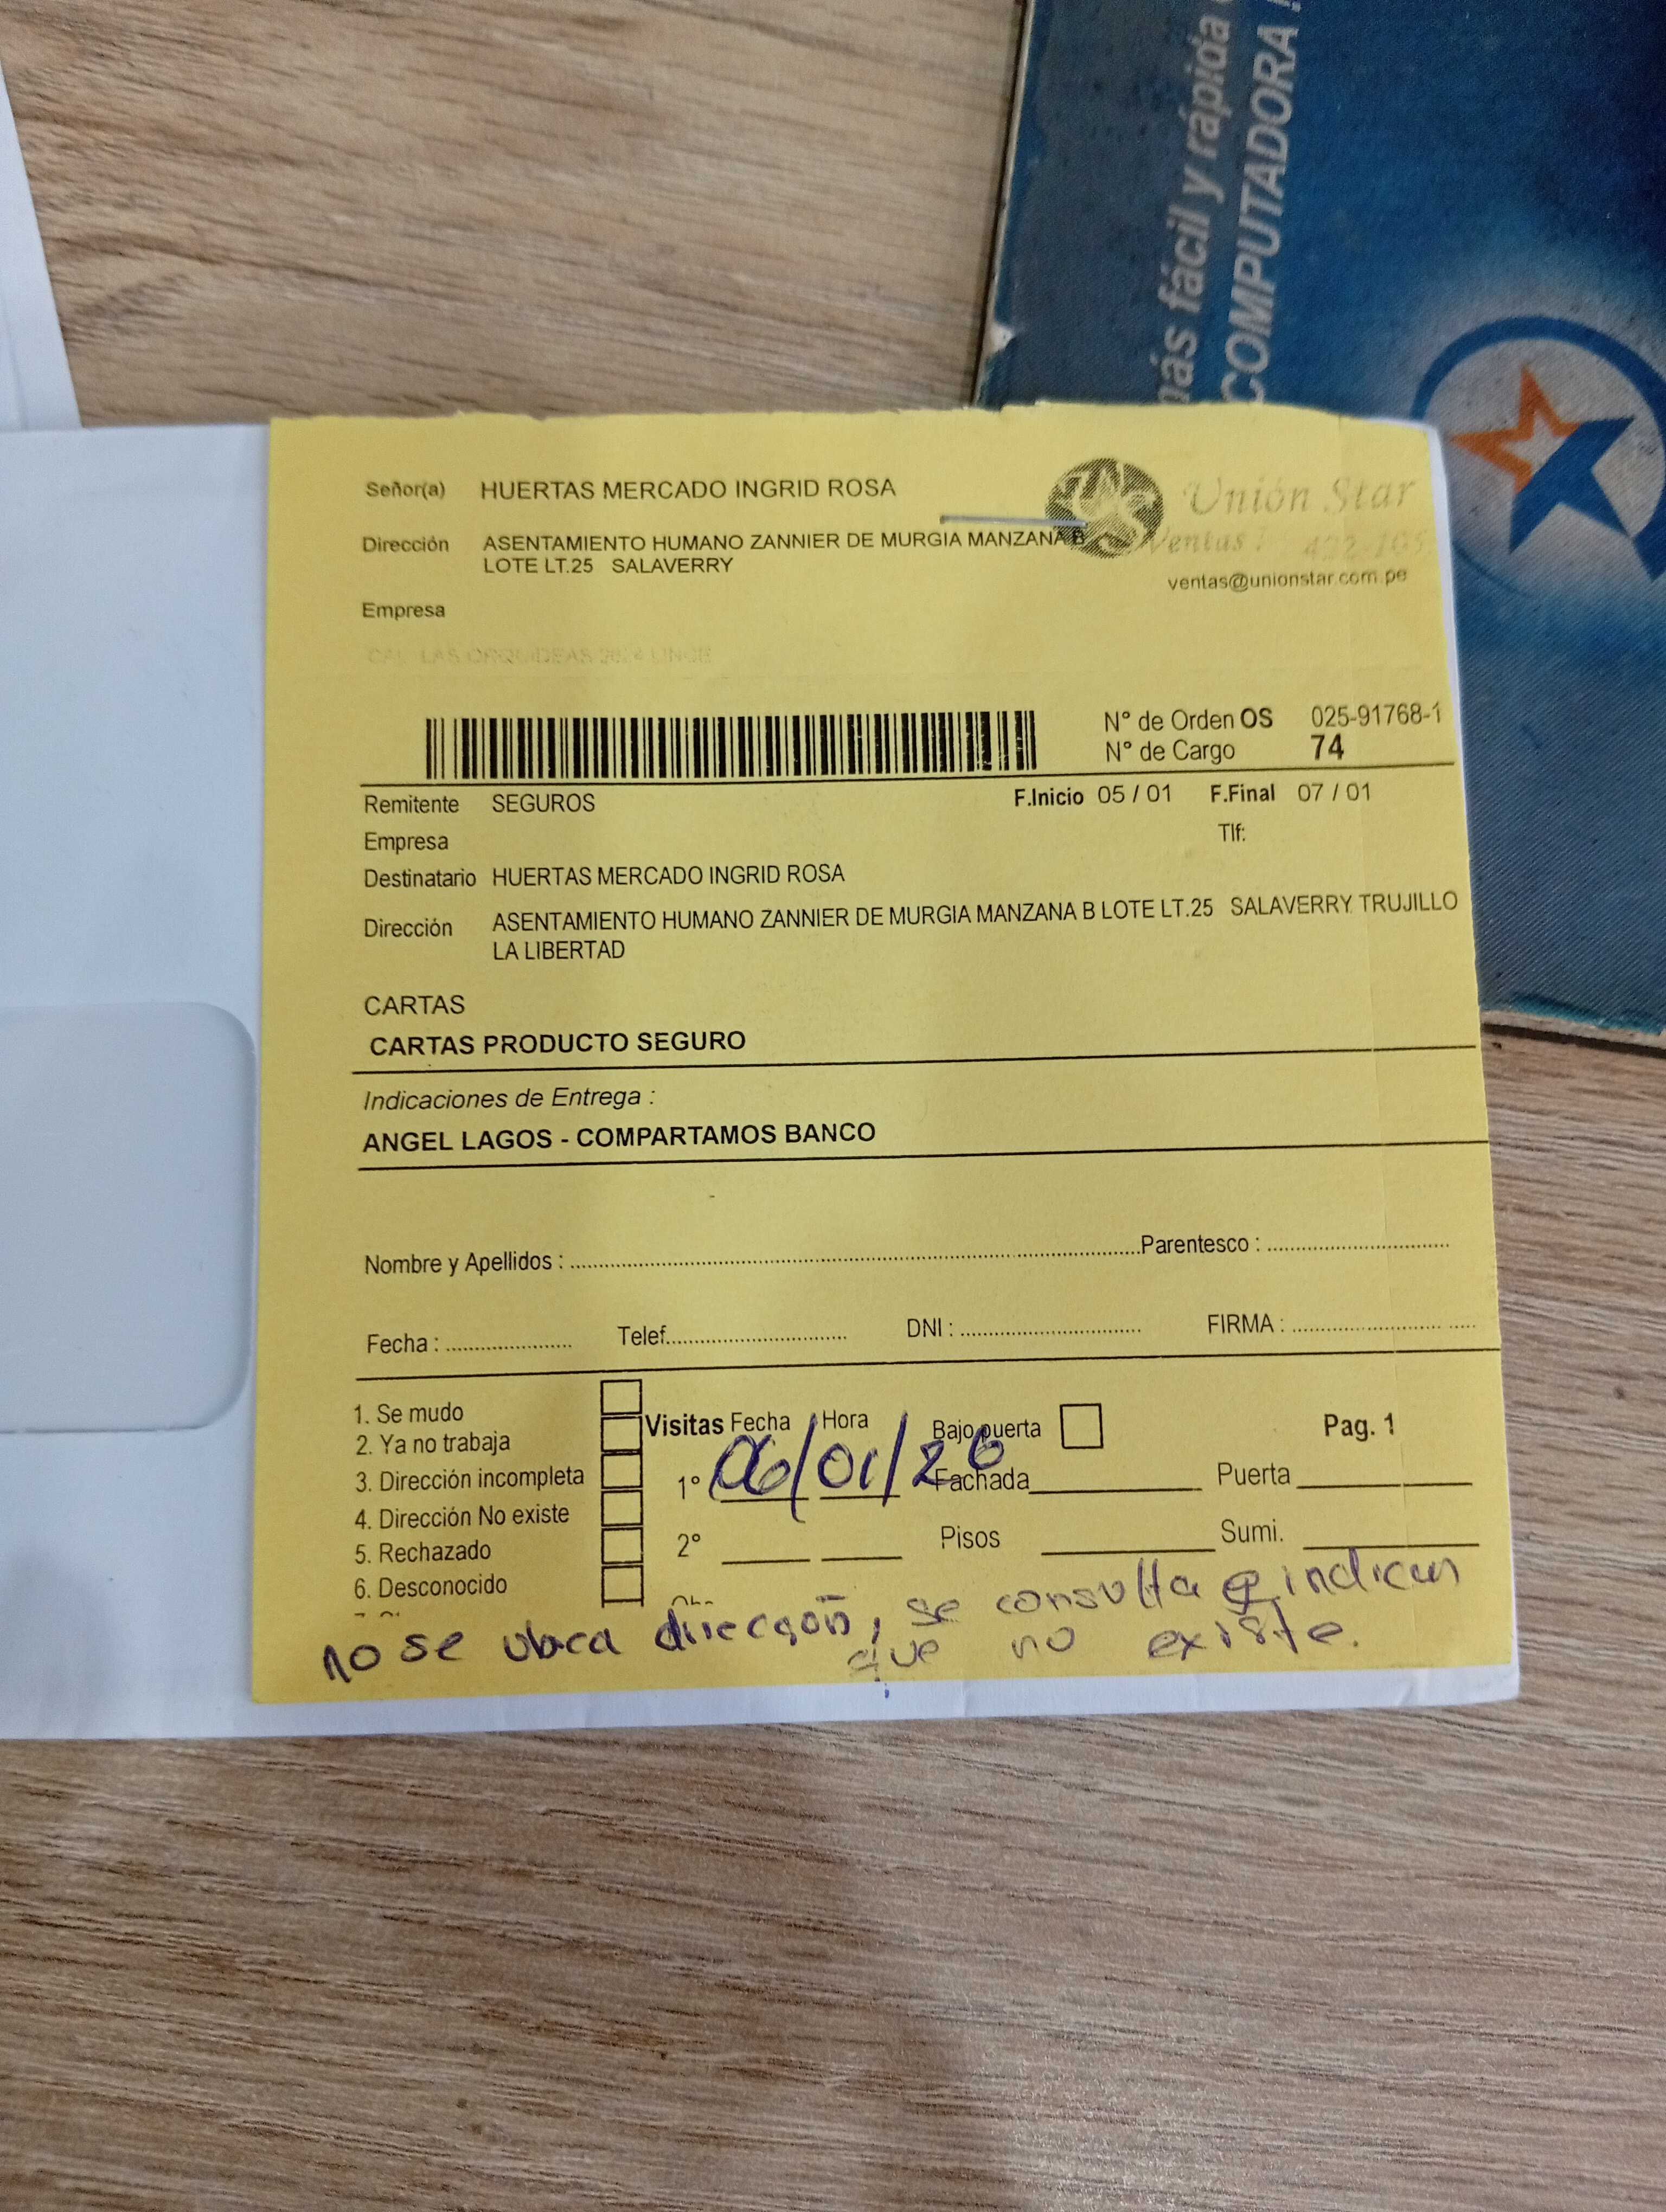 más fácil y rápida
COMPUTADORA
Señor(a) HUERTAS MERCADO INGRID ROSA
Unión Star
Dirección ASENTAMIENTO HUMANO ZANNIER DE MURGIA MANZANA B
LOTE LT.25 SALAVERRY
Ventas:
ventas@unionstar.com.pe
Empresa
CAL. LAS ORQUIDEAS LINCE
N° de Orden OS 025-91768-1
N° de Cargo 74
Remitente SEGUROS F.Inicio 05 / 01 F.Final 07 / 01
Empresa Tlf:
Destinatario HUERTAS MERCADO INGRID ROSA
Dirección ASENTAMIENTO HUMANO ZANNIER DE MURGIA MANZANA B LOTE LT.25 SALAVERRY TRUJILLO
LA LIBERTAD
CARTAS
CARTAS PRODUCTO SEGURO
Indicaciones de Entrega :
ANGEL LAGOS - COMPARTAMOS BANCO
Nombre y Apellidos : Parentesco :
Fecha : Telef. DNI : FIRMA :
1. Se mudo
2. Ya no trabaja
3. Dirección incompleta
4. Dirección No existe
5. Rechazado
6. Desconocido
Visitas Fecha Hora Bajo puerta Pag. 1
1° 06/01/26 Fachada Puerta
2° Pisos Sumi.
no se ubica dirección, se consulta e indican
que no existe.